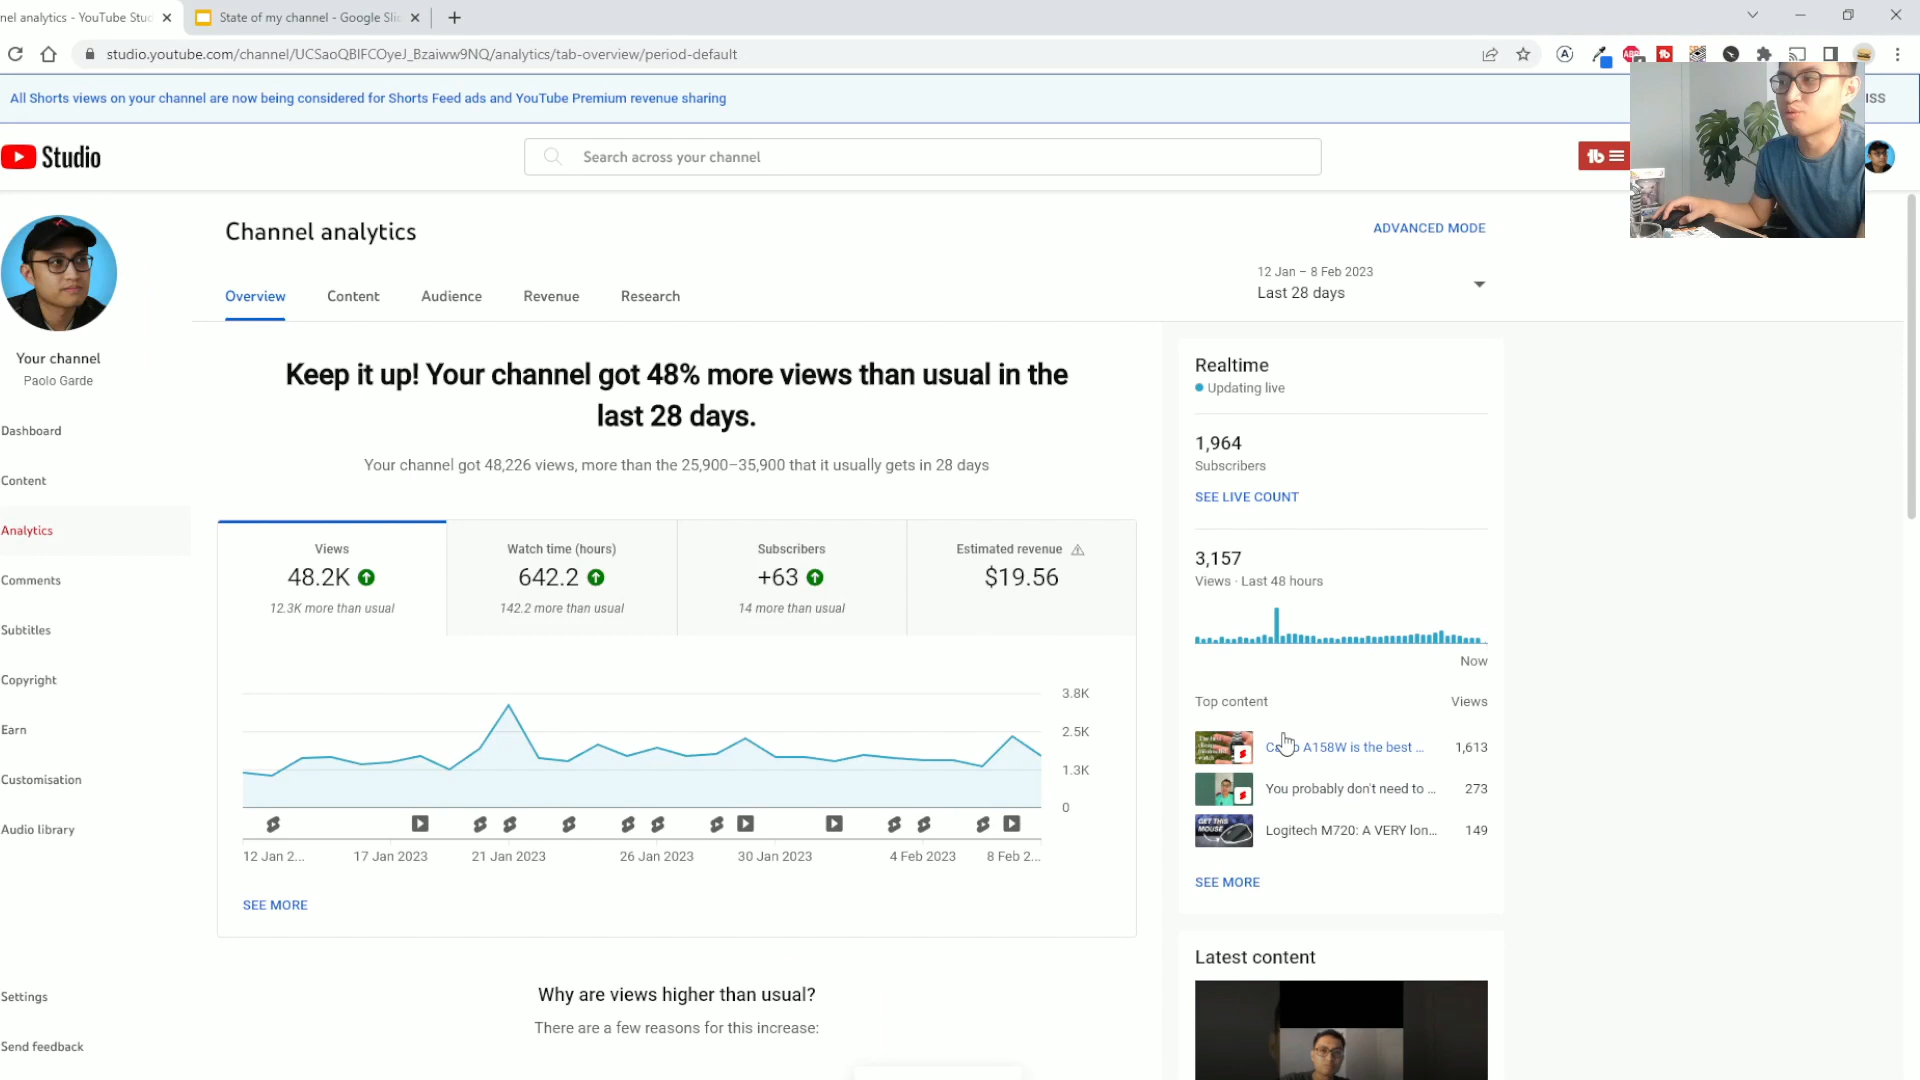 nel analytics - YouTube Stud
State of my channel - Google Slid
studio.youtube.com/channel/UCSaoQBIFCOyeJ_Bzaiww9NQ/analytics/tab-overview/period-default
All Shorts views on your channel are now being considered for Shorts Feed ads and YouTube Premium revenue sharing
ISS
Studio
Search across your channel
Channel analytics
ADVANCED MODE
12 Jan – 8 Feb 2023
Last 28 days
Overview
Content
Audience
Revenue
Research
Your channel
Paolo Garde
Dashboard
Content
Analytics
Comments
Subtitles
Copyright
Earn
Customisation
Audio library
Settings
Send feedback
Keep it up! Your channel got 48% more views than usual in the
last 28 days.
Your channel got 48,226 views, more than the 25,900–35,900 that it usually gets in 28 days
Views
48.2K
12.3K more than usual
Watch time (hours)
642.2
142.2 more than usual
Subscribers
+63
14 more than usual
Estimated revenue
$19.56
3.8K
2.5K
1.3K
0
12 Jan 2...
17 Jan 2023
21 Jan 2023
26 Jan 2023
30 Jan 2023
4 Feb 2023
8 Feb 2...
SEE MORE
Why are views higher than usual?
There are a few reasons for this increase:
Realtime
Updating live
1,964
Subscribers
SEE LIVE COUNT
3,157
Views · Last 48 hours
Now
Top content
Views
A158W is the best ...
1,613
You probably don't need to ...
273
GET THIS
MOUSE
Logitech M720: A VERY lon...
149
SEE MORE
Latest content